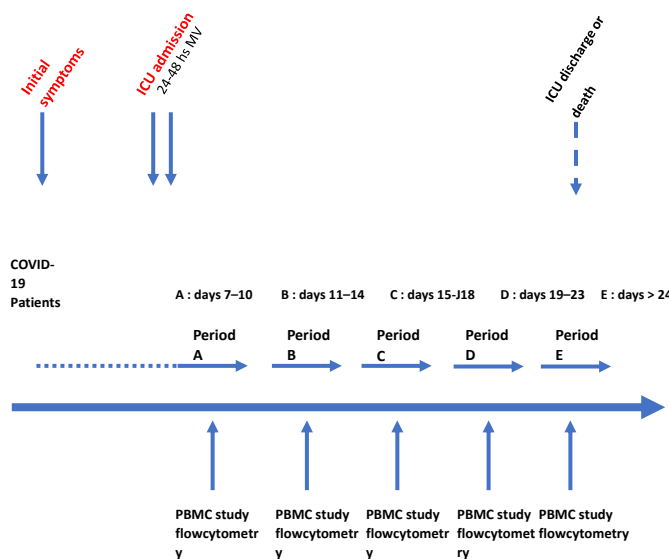 Initial
symptoms
ICU admission
24-48 hs MV
ICU discharge or
death
COVID-
19
Patients
A : days 7–10
B : days 11–14
C : days 15-J18
D : days 19–23
E : days > 24
Period
A
Period
B
Period
C
Period
D
Period
E
PBMC study
flowcytometr
y
PBMC study
flowcytometr
y
PBMC study
flowcytometr
y
PBMC study
flowcytomet
ry
PBMC study
flowcytometry